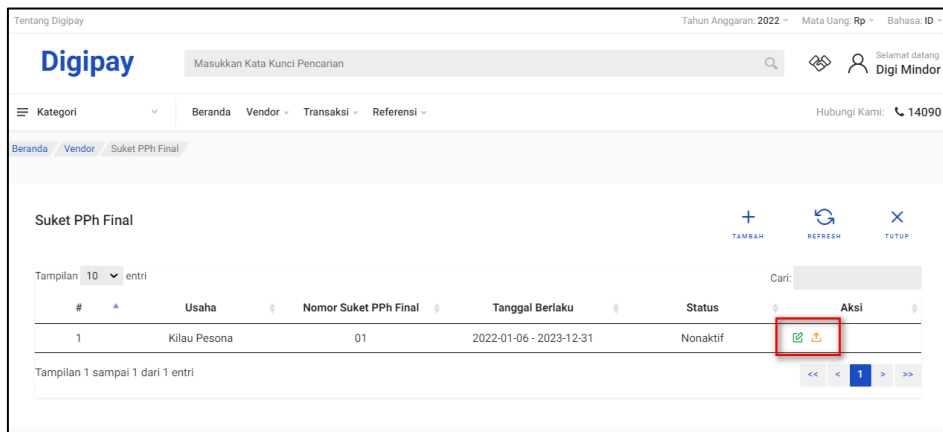 Tentang Digipay Tahun Anggaran: 2022 Mata Uang: Rp Bahasa: ID
Digipay Masukkan Kata Kunci Pencarian Selamat datang
Digi Mindor
Kategori Beranda Vendor Transaksi Referensi Hubungi Kami: 14090
Beranda / Vendor / Suket PPh Final
Suket PPh Final
TAMBAH REFRESH TUTUP
Tampilan 10 entri Cari:
# Usaha Nomor Suket PPh Final Tanggal Berlaku Status Aksi
1 Kilau Pesona 01 2022-01-06 - 2023-12-31 Nonaktif
Tampilan 1 sampai 1 dari 1 entri << < 1 > >>